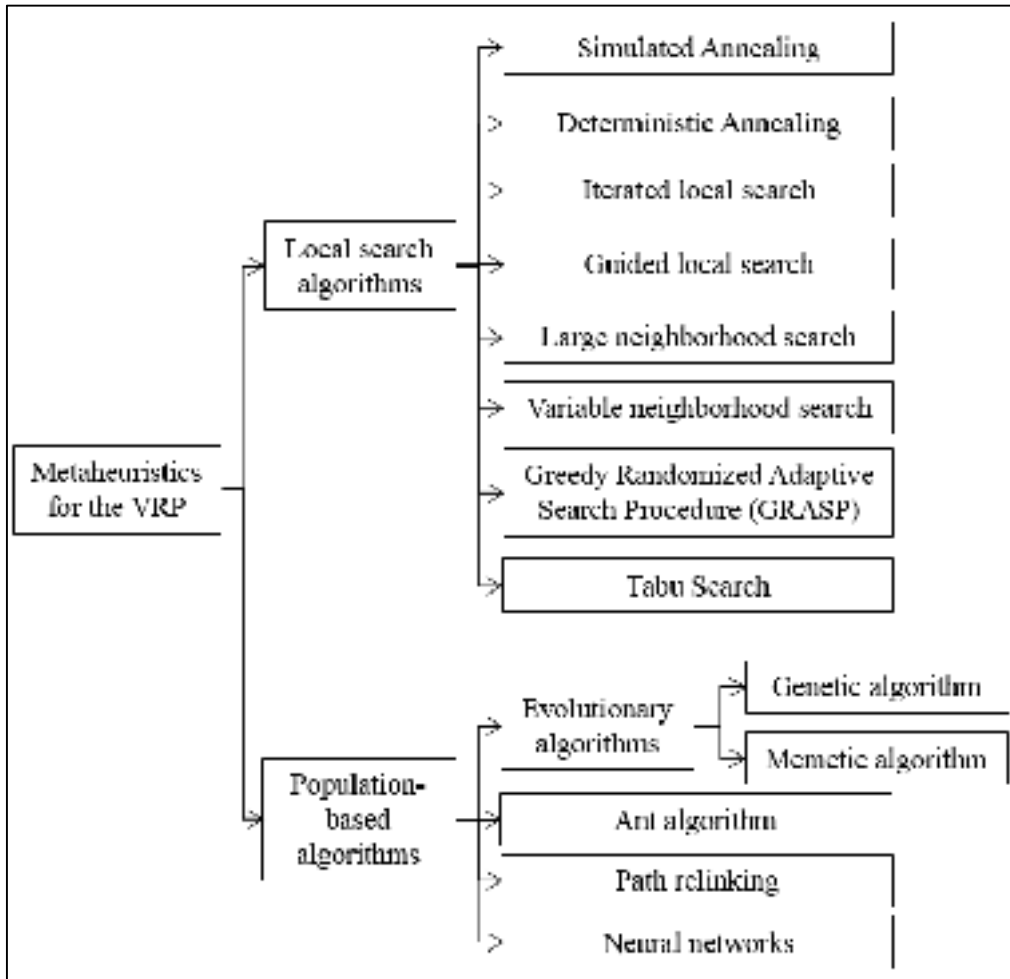 Simulated Annealing
Deterministic Annealing
Iterated local search
Guided local search
Large neighborhood search
Variable neighborhood search
Greedy Randomized Adaptive
Search Procedure (GRASP)
Tabu Search
Local search
algorithms
Metaheuristics
for the VRP
Population-
based
algorithms
Evolutionary
algorithms
Genetic algorithm
Memetic algorithm
Ant algorithm
Path relinking
Neural networks